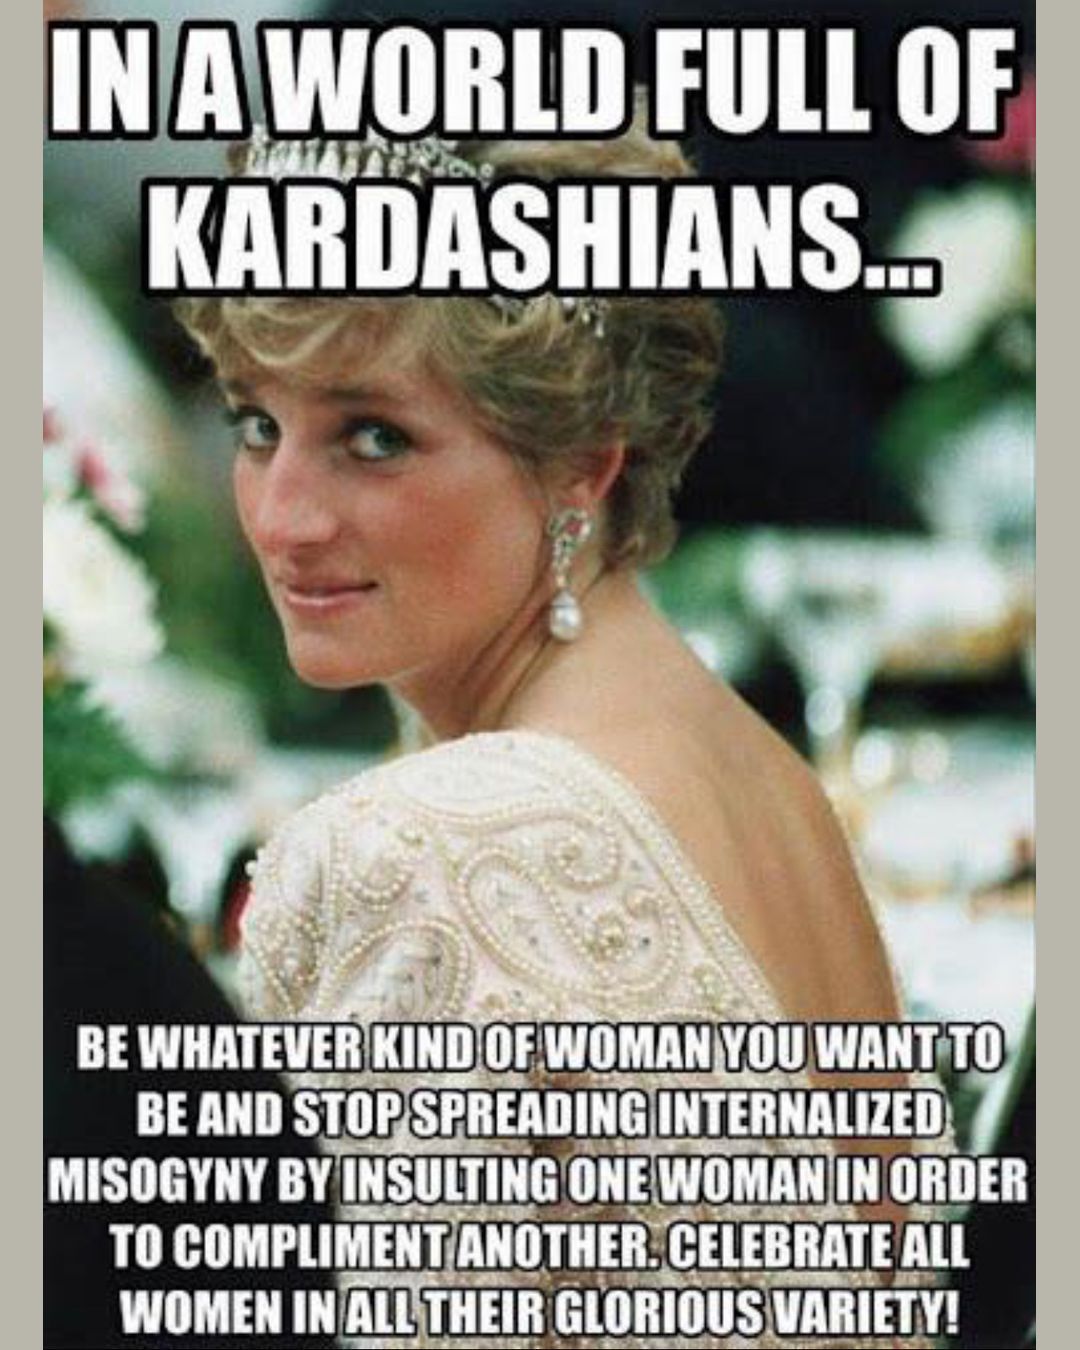 IN A WORLD FULL OF
KARDASHIANS...
BE WHATEVER KIND OF WOMAN YOU WANT TO
BE AND STOP SPREADING INTERNALIZED
MISOGYNY BY INSULTING ONE WOMAN IN ORDER
TO COMPLIMENT ANOTHER. CELEBRATE ALL
WOMEN IN ALL THEIR GLORIOUS VARIETY!